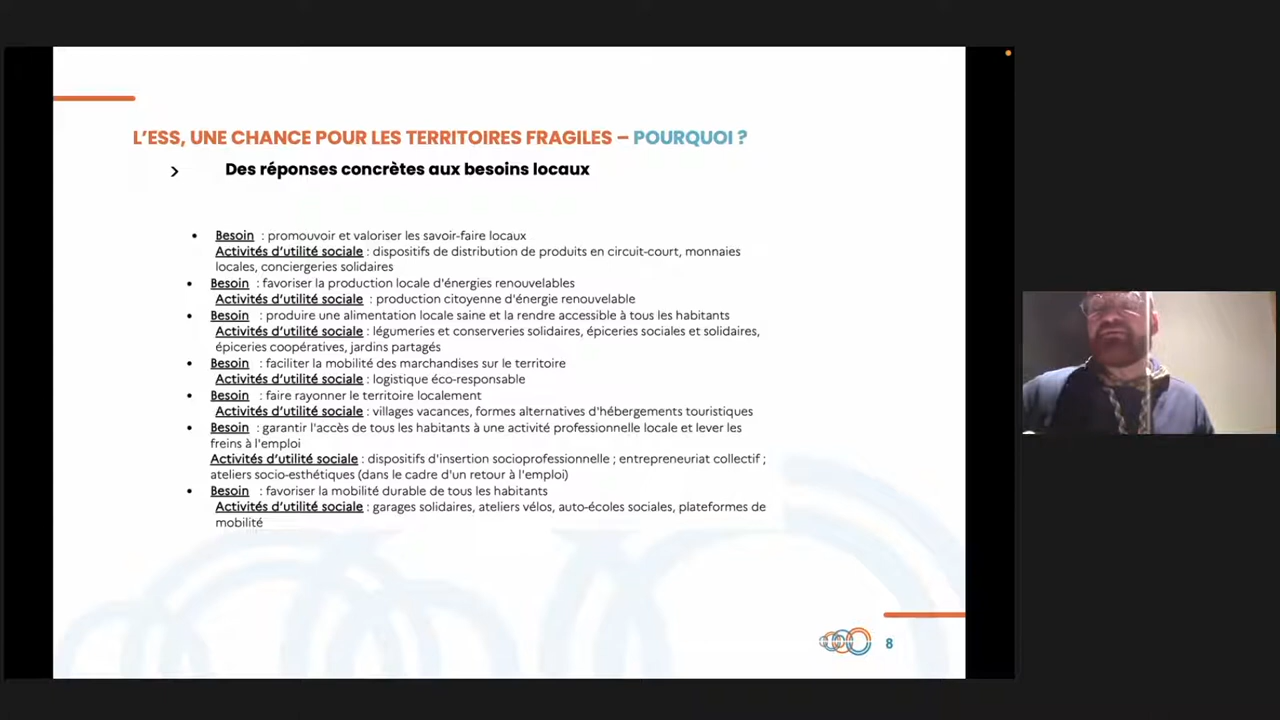 L'ESS, UNE CHANCE POUR LES TERRITOIRES FRAGILES – POURQUOI ?
> Des réponses concrètes aux besoins locaux
• Besoin : promouvoir et valoriser les savoir-faire locaux
Activités d'utilité sociale : dispositifs de distribution de produits en circuit-court, monnaies
locales, conciergeries solidaires
• Besoin : favoriser la production locale d'énergies renouvelables
Activités d'utilité sociale : production citoyenne d'énergie renouvelable
• Besoin : produire une alimentation locale saine et la rendre accessible à tous les habitants
Activités d'utilité sociale : légumeries et conserveries solidaires, épiceries sociales et solidaires,
épiceries coopératives, jardins partagés
• Besoin : faciliter la mobilité des marchandises sur le territoire
Activités d'utilité sociale : logistique éco-responsable
• Besoin : faire rayonner le territoire localement
Activités d'utilité sociale : villages vacances, formes alternatives d'hébergements touristiques
• Besoin : garantir l'accès de tous les habitants à une activité professionnelle locale et lever les
freins à l'emploi
Activités d'utilité sociale : dispositifs d'insertion socioprofessionnelle ; entrepreneuriat collectif ;
ateliers socio-esthétiques (dans le cadre d'un retour à l'emploi)
• Besoin : favoriser la mobilité durable de tous les habitants
Activités d'utilité sociale : garages solidaires, ateliers vélos, auto-écoles sociales, plateformes de
mobilité
8